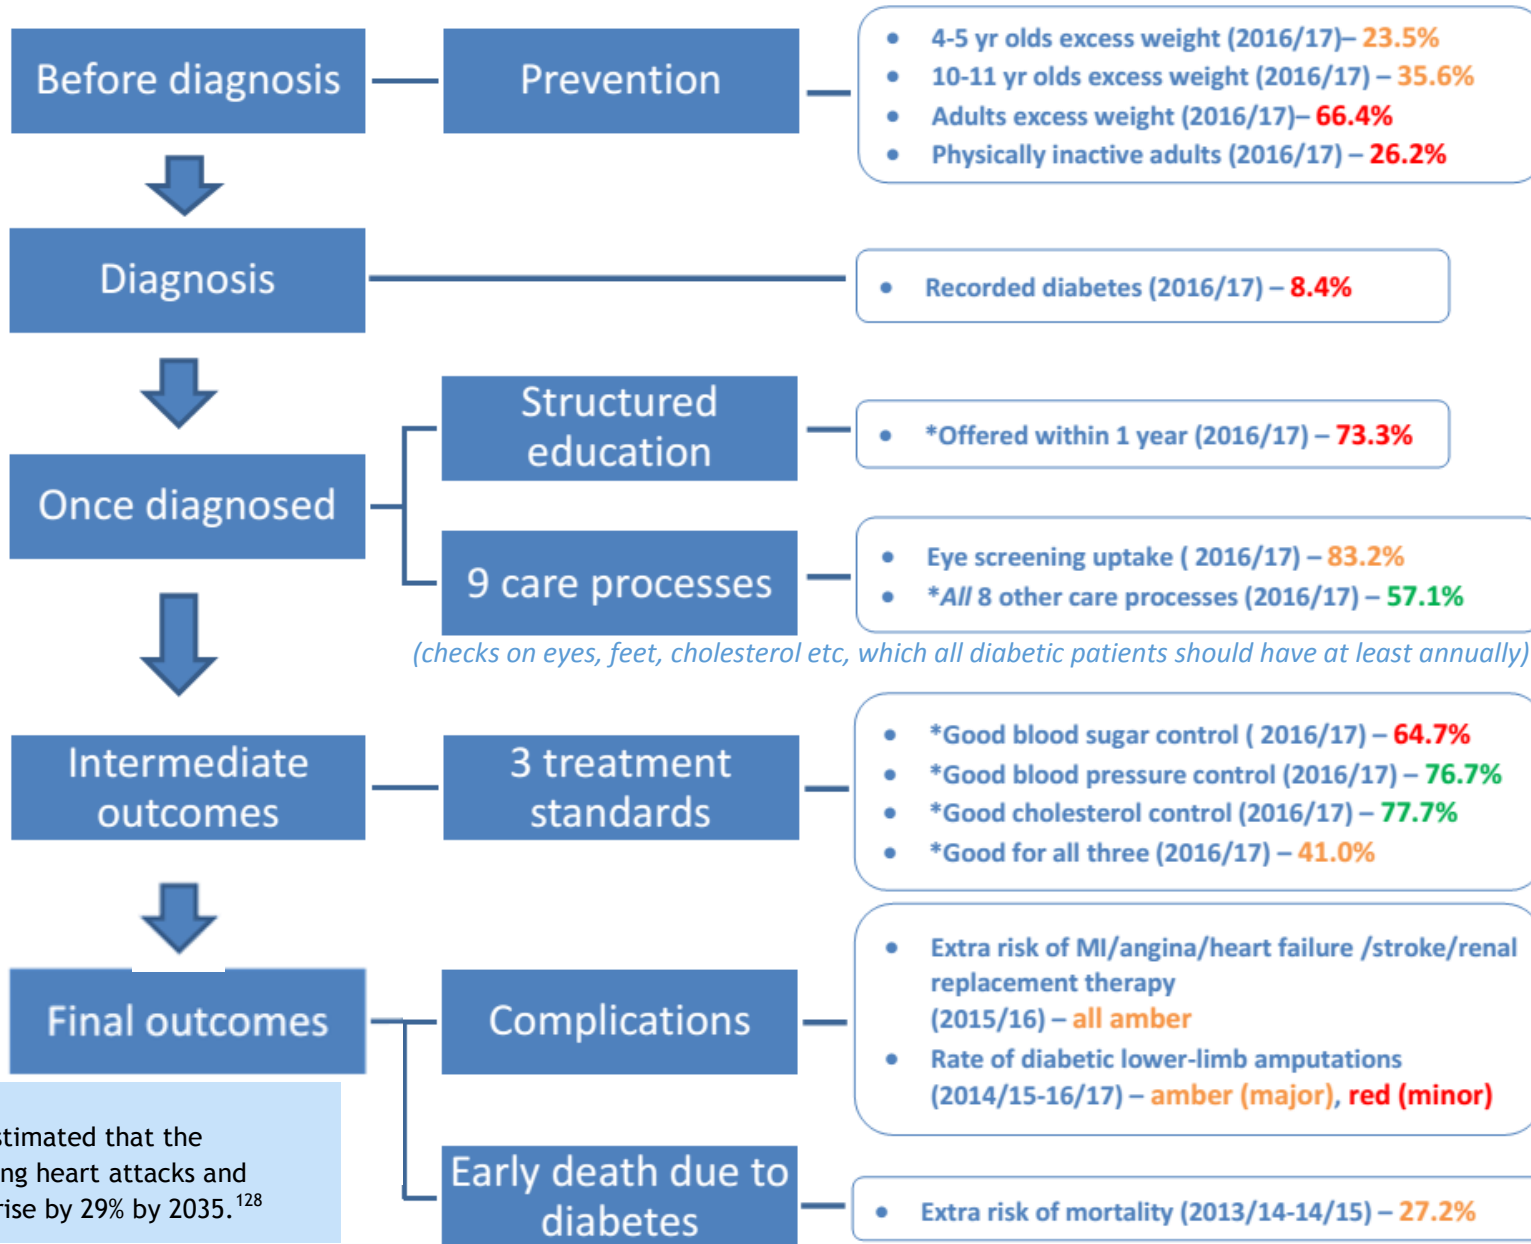 Before diagnosis
Prevention
• 4-5 yr olds excess weight (2016/17)– 23.5%
• 10-11 yr olds excess weight (2016/17) – 35.6%
• Adults excess weight (2016/17)– 66.4%
• Physically inactive adults (2016/17) – 26.2%
Diagnosis
• Recorded diabetes (2016/17) – 8.4%
Once diagnosed
Structured
education
• *Offered within 1 year (2016/17) – 73.3%
9 care processes
• Eye screening uptake ( 2016/17) – 83.2%
• *All 8 other care processes (2016/17) – 57.1%
(checks on eyes, feet, cholesterol etc, which all diabetic patients should have at least annually)
Intermediate
outcomes
3 treatment
standards
• *Good blood sugar control ( 2016/17) – 64.7%
• *Good blood pressure control (2016/17) – 76.7%
• *Good cholesterol control (2016/17) – 77.7%
• *Good for all three (2016/17) – 41.0%
Final outcomes
Complications
• Extra risk of MI/angina/heart failure /stroke/renal
replacement therapy
(2015/16) – all amber
• Rate of diabetic lower-limb amputations
(2014/15-16/17) – amber (major), red (minor)
Early death due to
diabetes
• Extra risk of mortality (2013/14-14/15) – 27.2%
that the
heart attacks and
rise by 29% by 2035.128